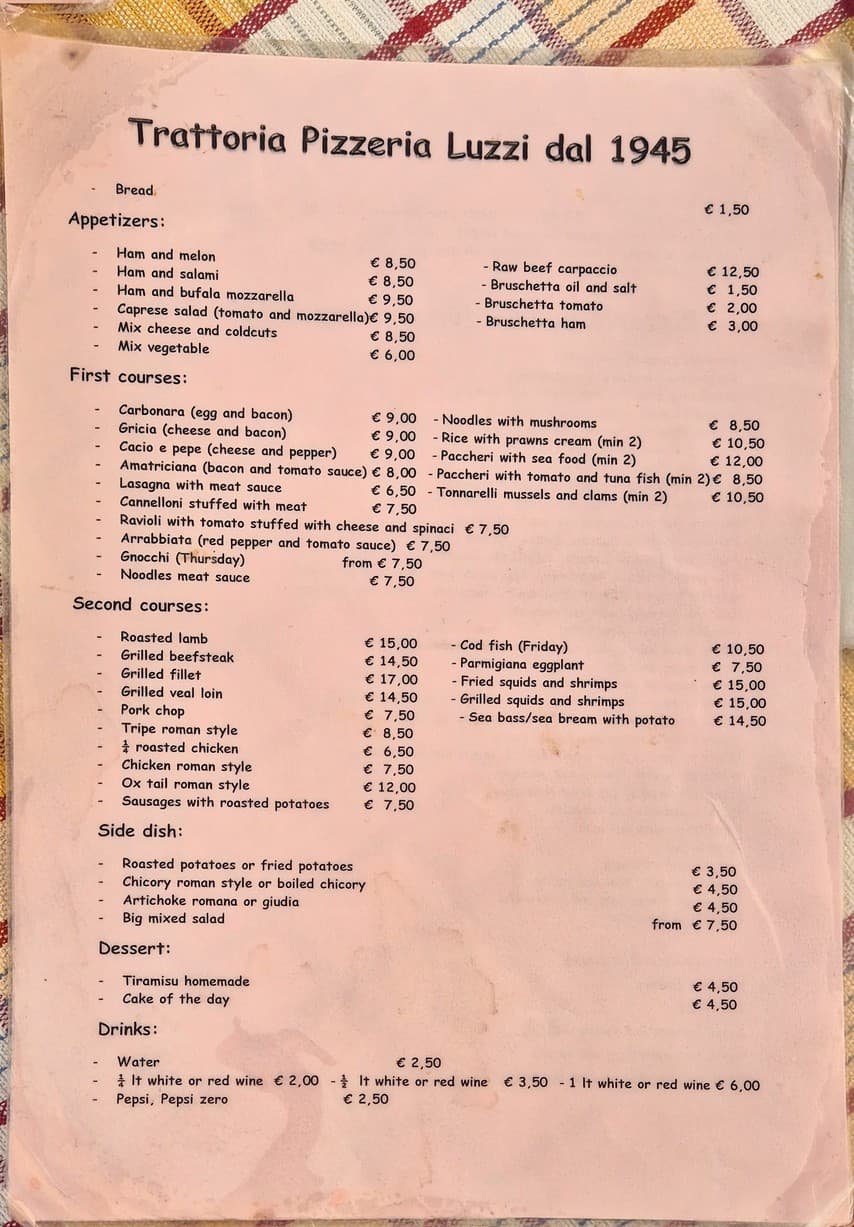 Trattoria Pizzeria Luzzi dal 1945
- Bread € 1,50
Appetizers:
- Ham and melon € 8,50 - Raw beef carpaccio € 12,50
- Ham and salami € 8,50 - Bruschetta oil and salt € 1,50
- Ham and bufala mozzarella € 9,50 - Bruschetta tomato € 2,00
- Caprese salad (tomato and mozzarella)€ 9,50 - Bruschetta ham € 3,00
- Mix cheese and coldcuts € 8,50
- Mix vegetable € 6,00
First courses:
- Carbonara (egg and bacon) € 9,00 - Noodles with mushrooms € 8,50
- Gricia (cheese and bacon) € 9,00 - Rice with prawns cream (min 2) € 10,50
- Cacio e pepe (cheese and pepper) € 9,00 - Paccheri with sea food (min 2) € 12,00
- Amatriciana (bacon and tomato sauce) € 8,00 - Paccheri with tomato and tuna fish (min 2) € 8,50
- Lasagna with meat sauce € 6,50 - Tonnarelli mussels and clams (min 2) € 10,50
- Cannelloni stuffed with meat € 7,50
- Ravioli with tomato stuffed with cheese and spinaci € 7,50
- Arrabbiata (red pepper and tomato sauce) € 7,50
- Gnocchi (Thursday) from € 7,50
- Noodles meat sauce € 7,50
Second courses:
- Roasted lamb € 15,00 - Cod fish (Friday) € 10,50
- Grilled beefsteak € 14,50 - Parmigiana eggplant € 7,50
- Grilled fillet € 17,00 - Fried squids and shrimps € 15,00
- Grilled veal loin € 14,50 - Grilled squids and shrimps € 15,00
- Pork chop € 7,50 - Sea bass/sea bream with potato € 14,50
- Tripe roman style € 8,50
- ¼ roasted chicken € 6,50
- Chicken roman style € 7,50
- Ox tail roman style € 12,00
- Sausages with roasted potatoes € 7,50
Side dish:
- Roasted potatoes or fried potatoes € 3,50
- Chicory roman style or boiled chicory € 4,50
- Artichoke romana or giudia € 4,50
- Big mixed salad from € 7,50
Dessert:
- Tiramisu homemade € 4,50
- Cake of the day € 4,50
Drinks:
- Water € 2,50
- ¼ lt white or red wine € 2,00 - ½ lt white or red wine € 3,50 - 1 lt white or red wine € 6,00
- Pepsi, Pepsi zero € 2,50